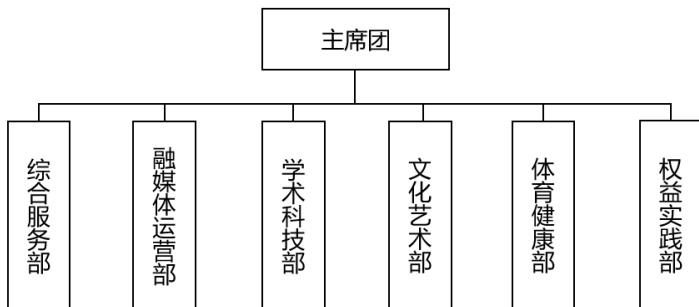 主席团
综合服务部
融媒体运营部
学术科技部
文化艺术部
体育健康部
权益实践部